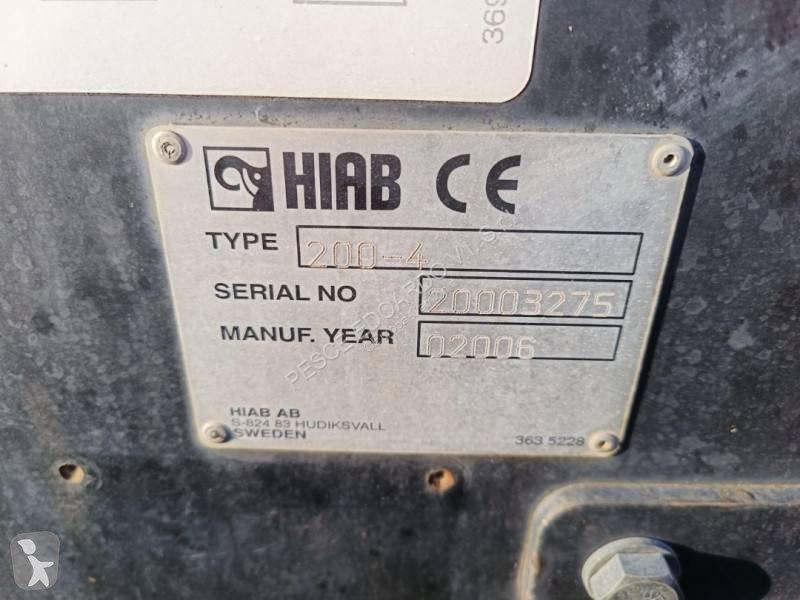 369
HIAB CE
TYPE 200-4
SERIAL NO 20003275
MANUF. YEAR 02006
HIAB AB
S-824 83 HUDIKSVALL
SWEDEN
363 5228